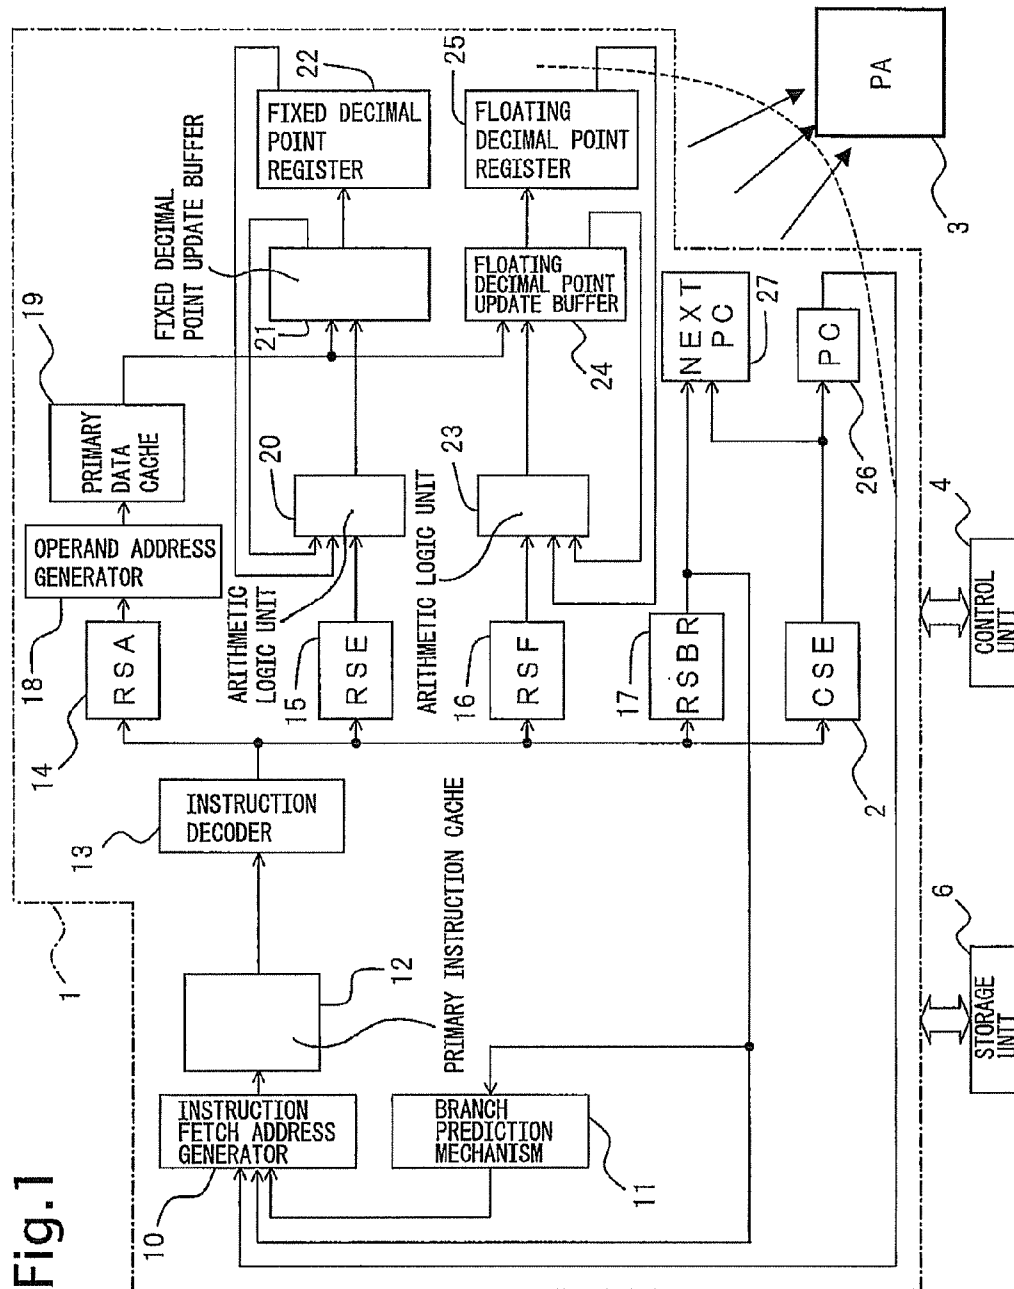 Fig.1
1
10
INSTRUCTION
FETCH ADDRESS
GENERATOR
12
PRIMARY INSTRUCTION CACHE
BRANCH
PREDICTION
MECHANISM
11
13
INSTRUCTION
DECODER
14
RSA
18
OPERAND ADDRESS
GENERATOR
19
PRIMARY
DATA
CACHE
15
RSE
ARITHMETIC
LOGIC UNIT
20
FIXED DECIMAL
POINT UPDATE BUFFER
21
22
FIXED DECIMAL
POINT
REGISTER
16
RSF
ARITHMETIC LOGIC UNIT
23
FLOATING
DECIMAL POINT
UPDATE BUFFER
24
25
FLOATING
DECIMAL POINT
REGISTER
17
RSBR
NEXT
PC
27
CSE
2
PC
26
PA
3
CONTROL
UNIT
4
STORAGE
UNIT
6